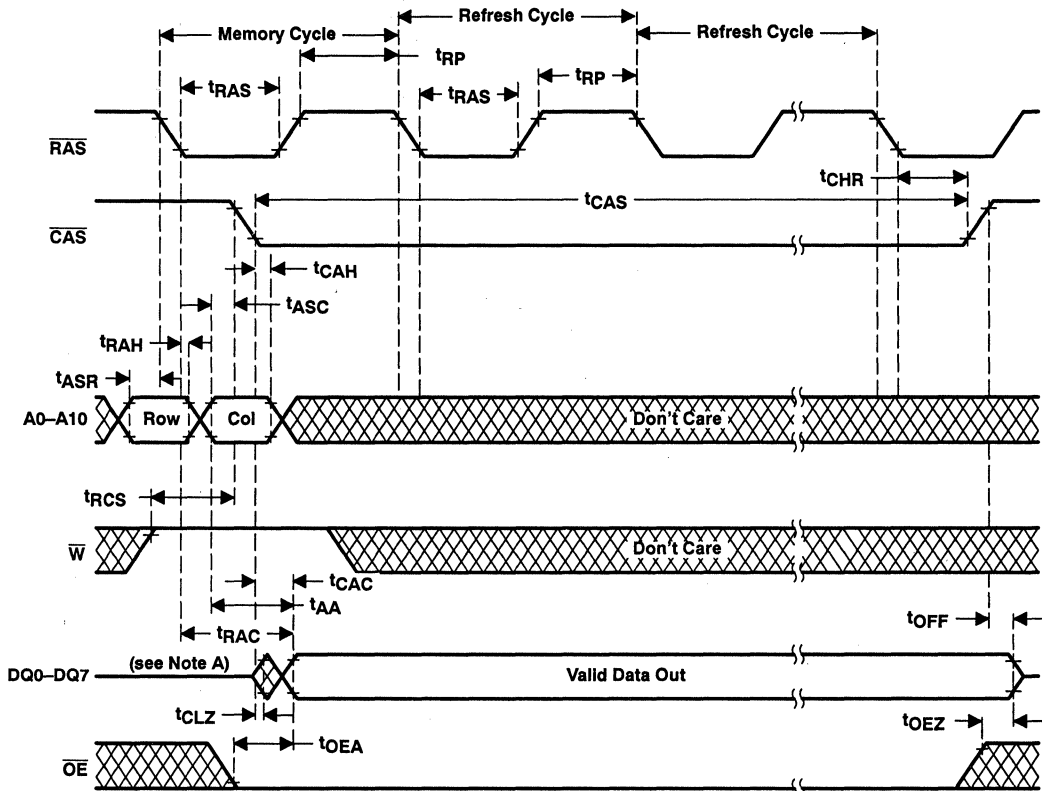 Refresh Cycle
Memory Cycle
Refresh Cycle
tRP
tRAS
tRP
tRAS
RAS
tCHR
tCAS
CAS
tCAH
tASC
tRAH
tASR
A0–A10
Row
Col
Don't Care
tRCS
W
Don't Care
tCAC
tAA
tOFF
tRAC
(see Note A)
DQ0–DQ7
Valid Data Out
tCLZ
tOEZ
tOEA
OE